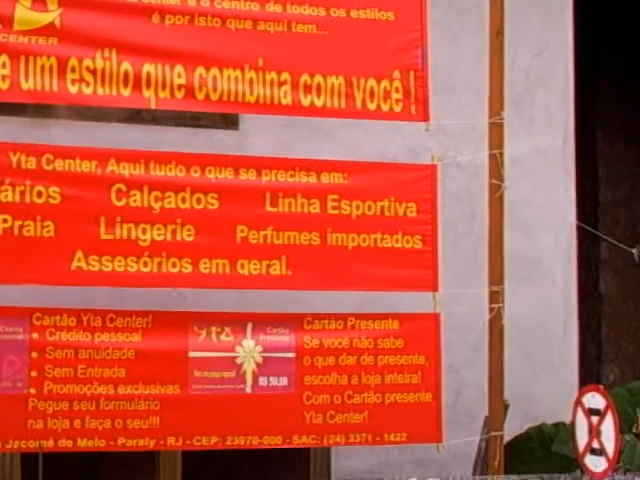 CENTER
center é o centro de todos os estilos
é por isto que aqui tem...
e um estilo que combina com você !
Yta Center, Aqui tudo o que se precisa em:
ários Calçados Linha Esportiva
Praia Lingerie Perfumes importados
Assesórios em geral.
Cartão Yta Center!
Crédito pessoal
Sem anuidade
Sem Entrada
Promoções exclusivas
Pegue seu formulário
na loja e faça o seu!!!
yta
Cartão
Presente
R$ 50,00
Cartão Presente
Se você não sabe
o que dar de presente,
escolha a loja inteira!
Com o Cartão presente
Yta Center!
Jacomé do Melo - Paraty - RJ - CEP: 23970-000 - SAC: (24) 3371 - 1422